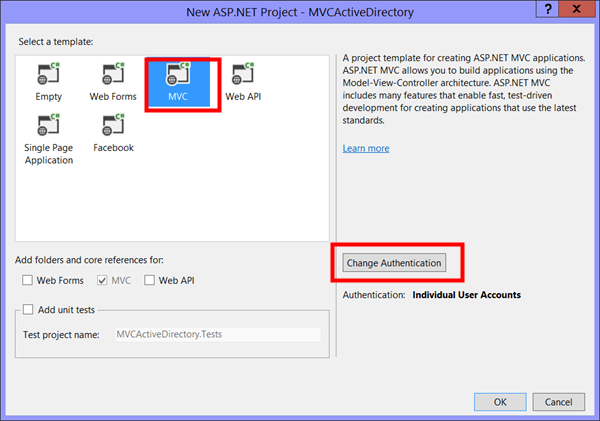 New ASP.NET Project - MVCActiveDirectory
?
X
Select a template:
Empty
Web Forms
MVC
Web API
Single Page
Application
Facebook
A project template for creating ASP.NET MVC applications.
ASP.NET MVC allows you to build applications using the
Model-View-Controller architecture. ASP.NET MVC
includes many features that enable fast, test-driven
development for creating applications that use the latest
standards.
Learn more
Change Authentication
Authentication: Individual User Accounts
Add folders and core references for:
Web Forms
MVC
Web API
Add unit tests
Test project name: MVCActiveDirectory.Tests
OK
Cancel